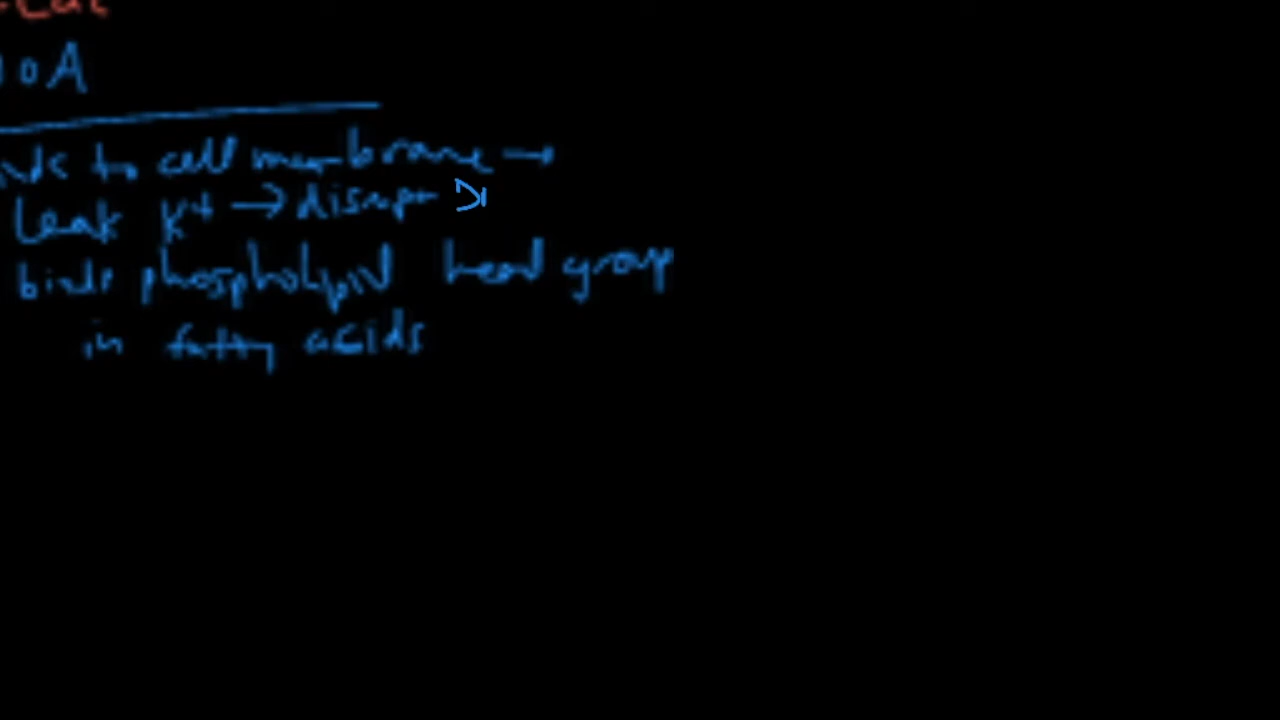 OA
to cell membrane →
Leak K+ → disrupt
binds phospholipid head group
in fatty acids